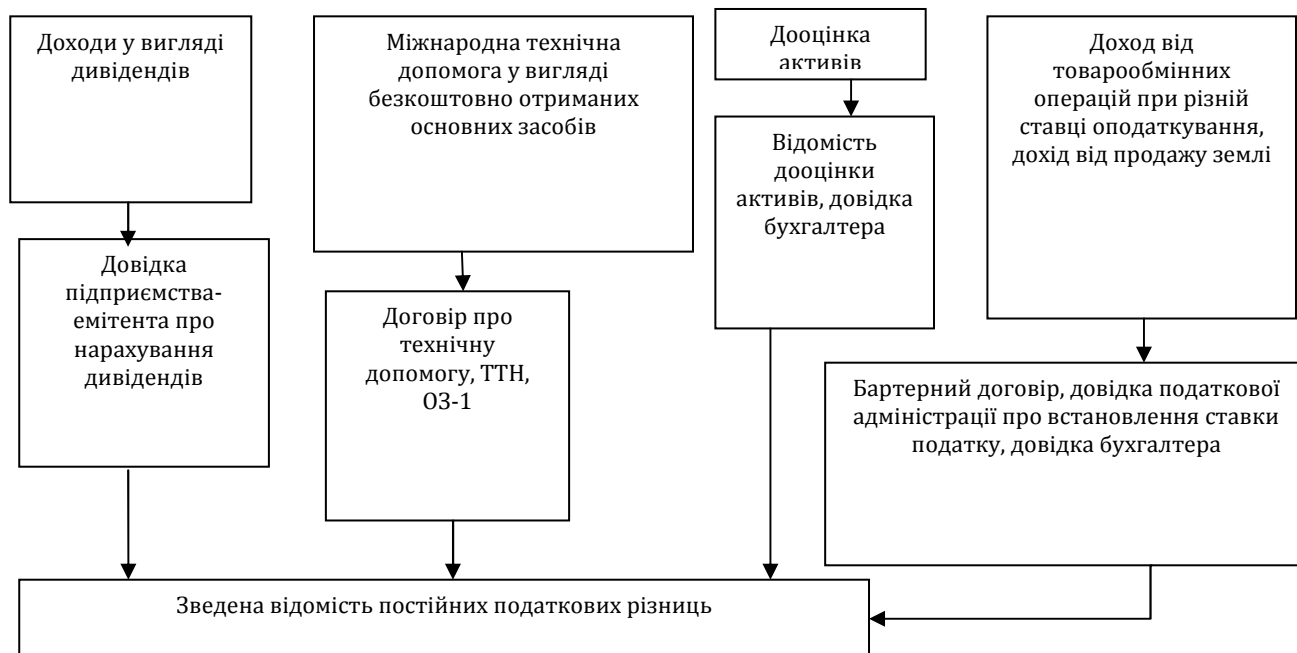 Доходи у вигляді
дивідендів
Міжнародна технічна
допомога у вигляді
безкоштовно отриманих
основних засобів
Дооцінка
активів
Доход від
товарообмінних
операцій при різній
ставці оподаткування,
дохід від продажу землі
Відомість
дооцінки
активів, довідка
бухгалтера
Довідка
підприємства-
емітента про
нарахування
дивідендів
Договір про
технічну
допомогу, ТТН,
ОЗ-1
Бартерний договір, довідка податкової
адміністрації про встановлення ставки
податку, довідка бухгалтера
Зведена відомість постійних податкових різниць